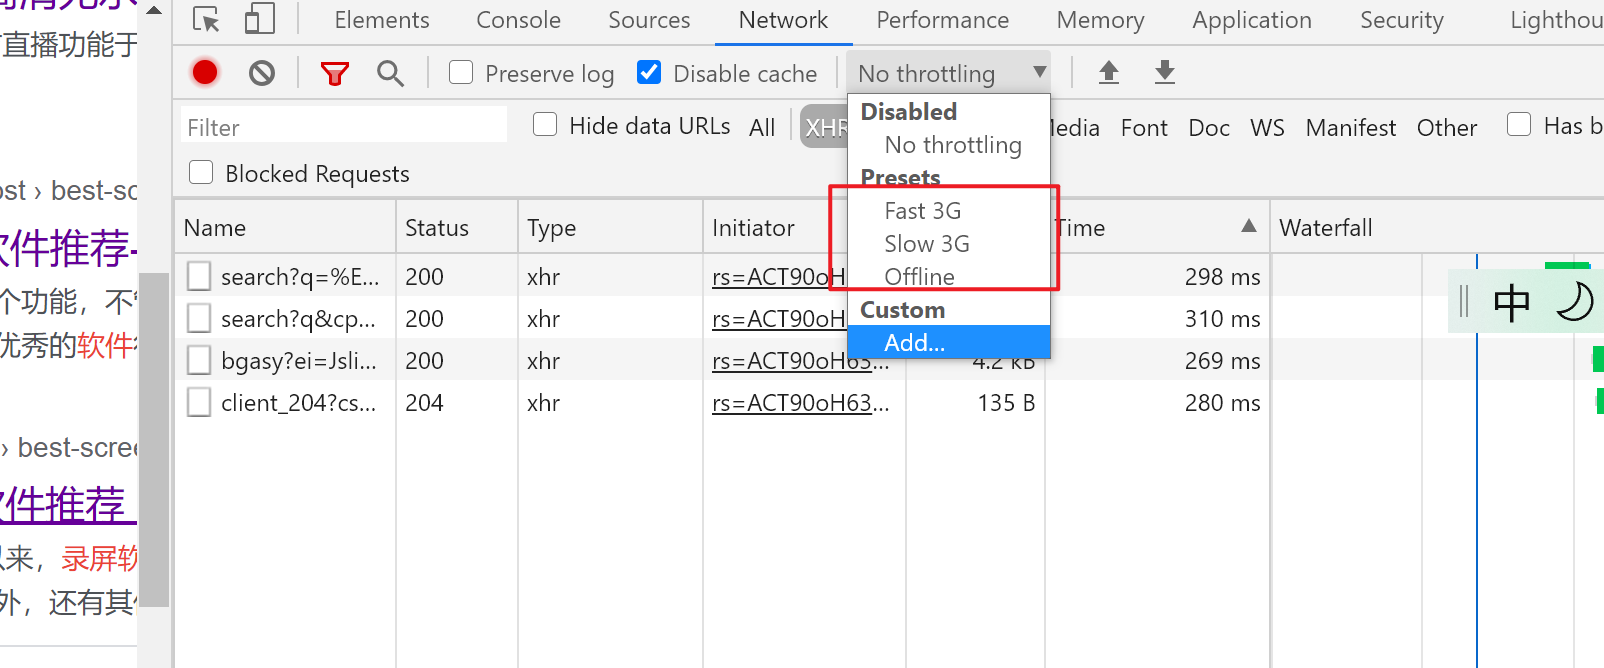 直播功能于
ost › best-sc
软件推荐-
个功能，不管
优秀的软件
› best-scree
软件推荐
以来，录屏软
外，还有其他
Elements Console Sources Network Performance Memory Application Security Lighthou
Preserve log Disable cache No throttling
Filter Hide data URLs All XHR Media Font Doc WS Manifest Other Has b
Blocked Requests
Disabled
No throttling
Presets
Fast 3G
Slow 3G
Offline
Custom
Add...
Name Status Type Initiator Time Waterfall
search?q=%E... 200 xhr rs=ACT90oH 298 ms
search?q&cp... 200 xhr rs=ACT90oH 310 ms
bgasy?ei=Jsli... 200 xhr rs=ACT90oH63... 4.2 kB 269 ms
client_204?cs... 204 xhr rs=ACT90oH63... 135 B 280 ms
中